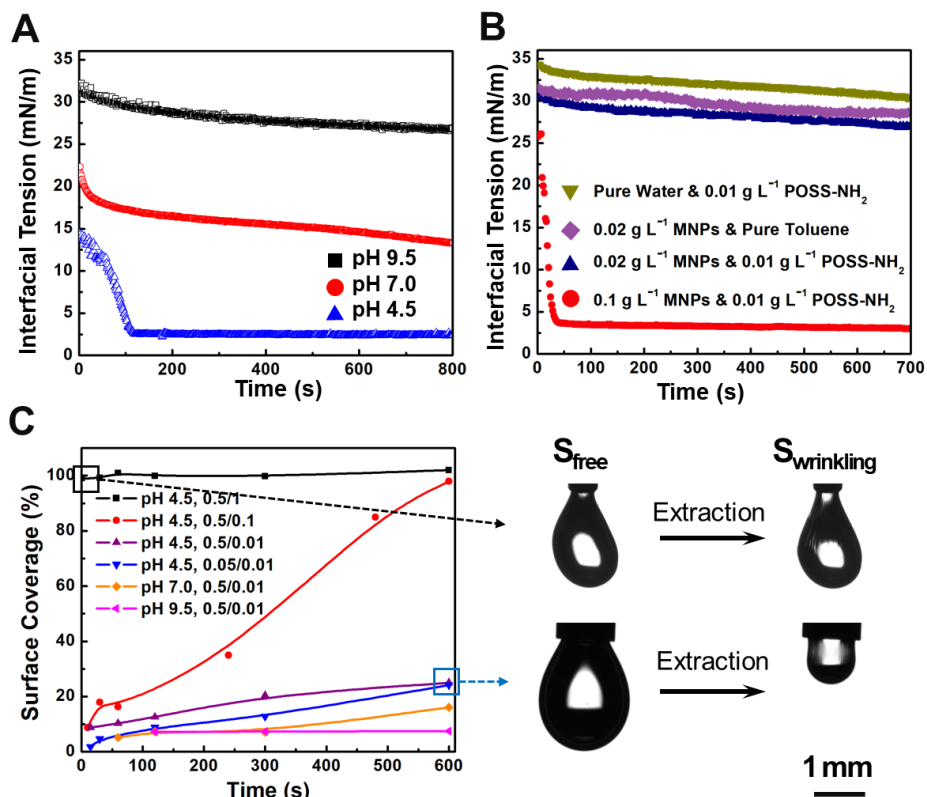 A
Interfacial Tension (mN/m)
35
30
25
20
15
10
5
0
0 200 400 600 800
Time (s)
pH 9.5
pH 7.0
pH 4.5
B
Interfacial Tension (mN/m)
35
30
25
20
15
10
5
0
0 100 200 300 400 500 600 700
Time (s)
Pure Water & 0.01 g L⁻¹ POSS-NH₂
0.02 g L⁻¹ MNPs & Pure Toluene
0.02 g L⁻¹ MNPs & 0.01 g L⁻¹ POSS-NH₂
0.1 g L⁻¹ MNPs & 0.01 g L⁻¹ POSS-NH₂
C
Surface Coverage (%)
100
80
60
40
20
0
0 100 200 300 400 500 600
Time (s)
pH 4.5, 0.5/1
pH 4.5, 0.5/0.1
pH 4.5, 0.5/0.01
pH 4.5, 0.05/0.01
pH 7.0, 0.5/0.01
pH 9.5, 0.5/0.01
S_free
S_wrinkling
Extraction
Extraction
1 mm